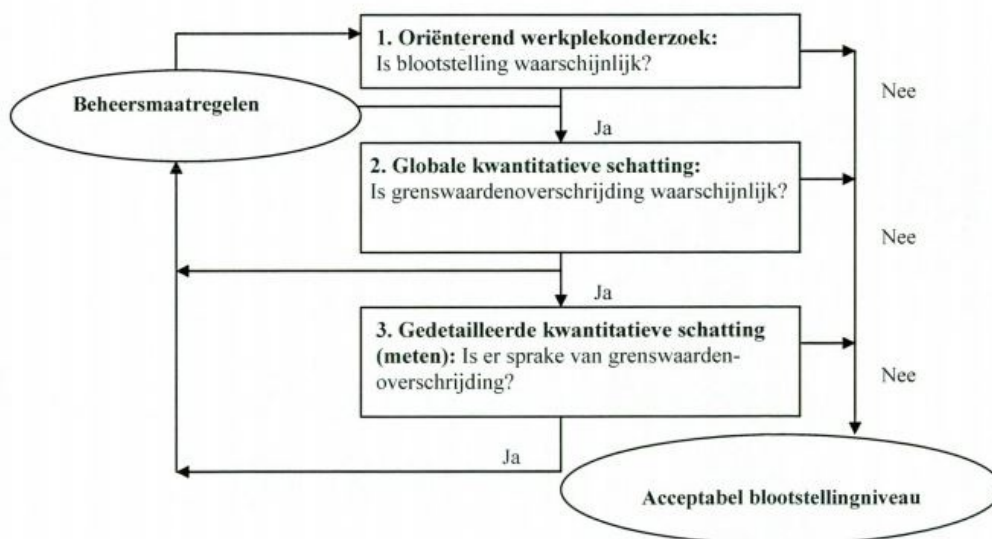 1. Oriënterend werkplekonderzoek:
Is blootstelling waarschijnlijk?
Nee
Beheersmaatregelen
Ja
2. Globale kwantitatieve schatting:
Is grenswaardenoverschrijding waarschijnlijk?
Nee
Ja
3. Gedetailleerde kwantitatieve schatting
(meten): Is er sprake van grenswaarden-
overschrijding?
Nee
Ja
Acceptabel blootstellingniveau